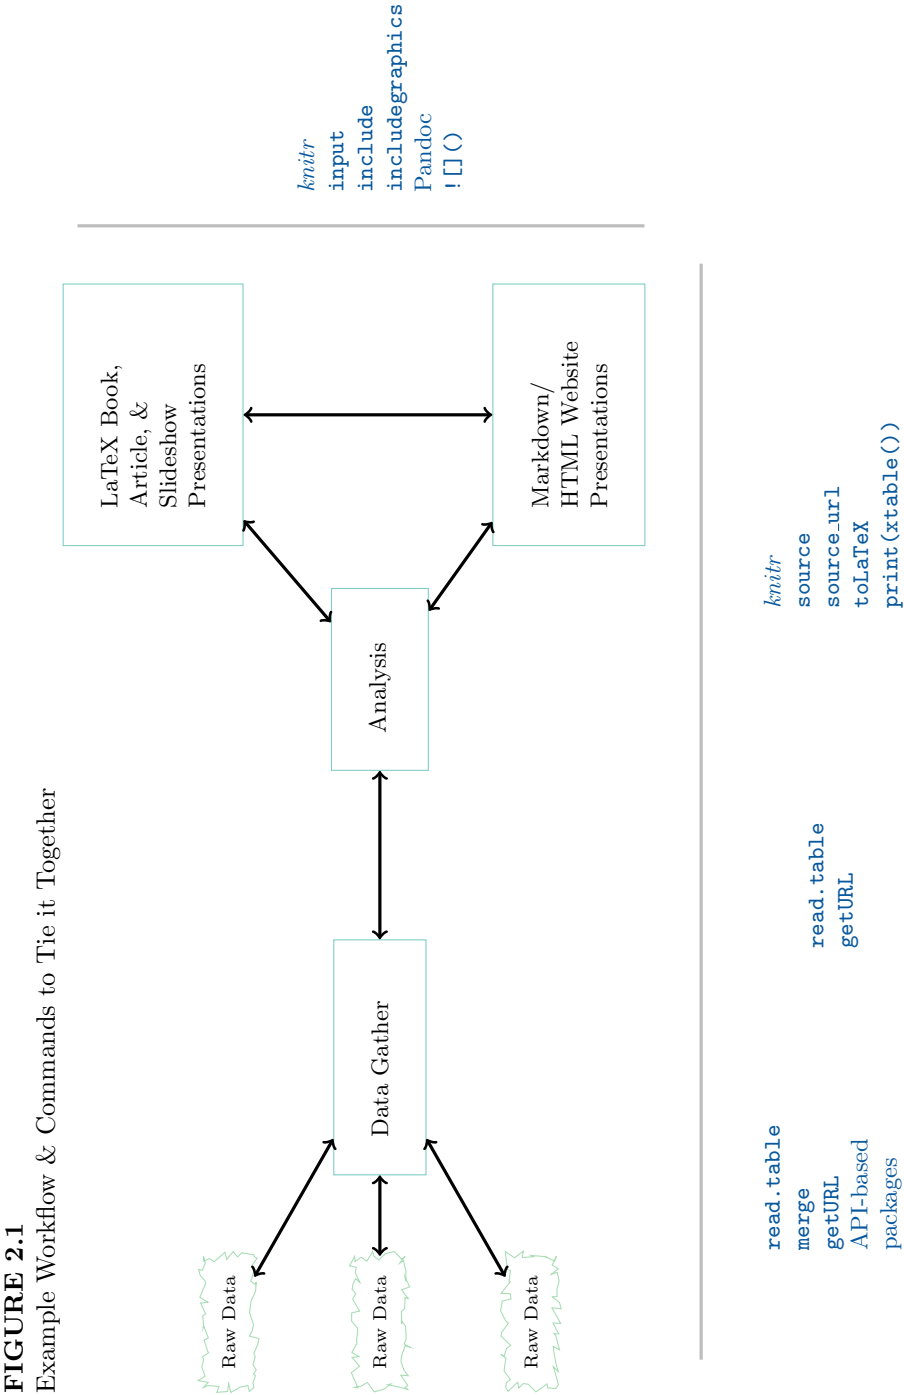 FIGURE 2.1
Example Workflow & Commands to Tie it Together
Raw Data
Raw Data
Raw Data
Data Gather
Analysis
LaTeX Book,
Article, &
Slideshow
Presentations
Markdown/
HTML Website
Presentations
read.table
merge
getURL
API-based
packages
read.table
getURL
knitr
source
source_url
toLaTeX
print(xtable())
knitr
input
include
includegraphics
Pandoc
![]()